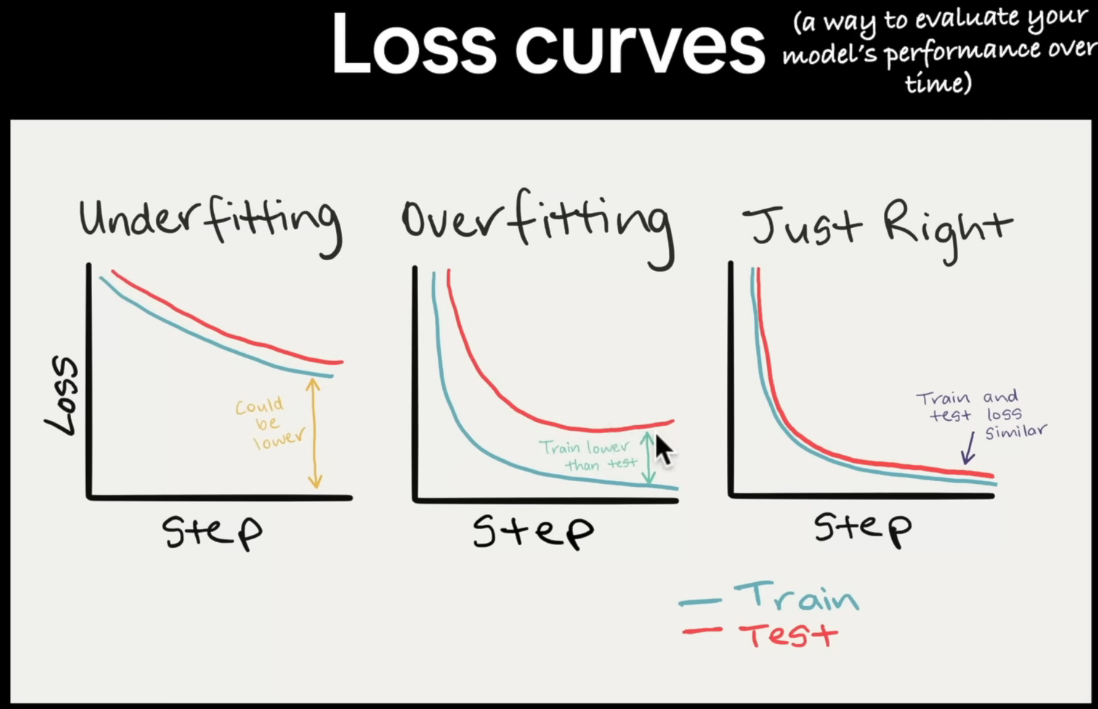 Loss curves
(a way to evaluate your
model's performance over
time)
Underfitting
Overfitting
Just Right
Loss
Could
be
lower
Train lower
than test
Train and
test loss
similar
Step
Step
Step
Train
Test